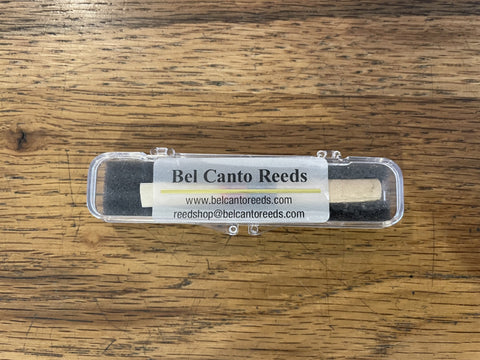 Bel Canto Reeds
www.belcantoreeds.com
reedshop@belcantoreeds.com